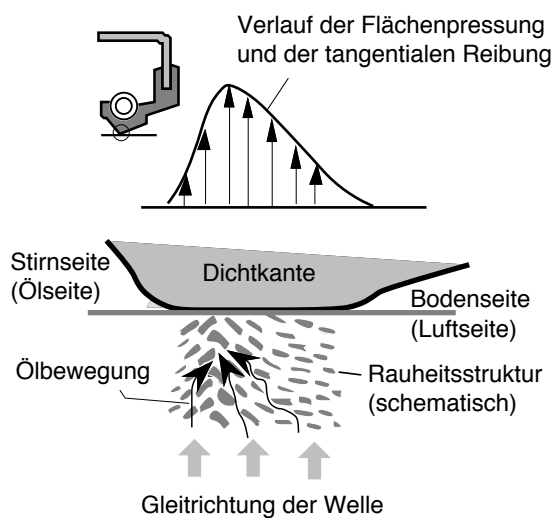 Verlauf der Flächenpressung
und der tangentialen Reibung
Stirnseite
(Ölseite)
Dichtkante
Bodenseite
(Luftseite)
Ölbewegung
Rauheitsstruktur
(schematisch)
Gleitrichtung der Welle